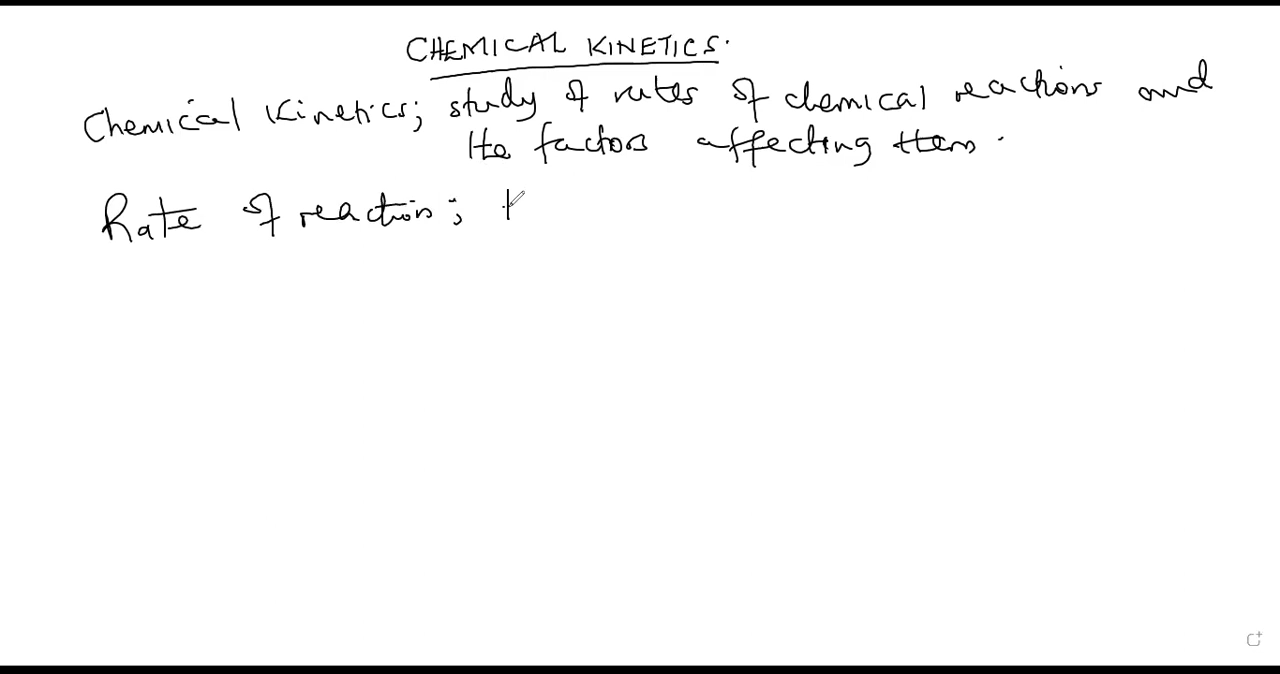 CHEMICAL KINETICS.
Chemical Kinetics; study of rates of chemical reactions and
the factors affecting them.
Rate of reaction; t